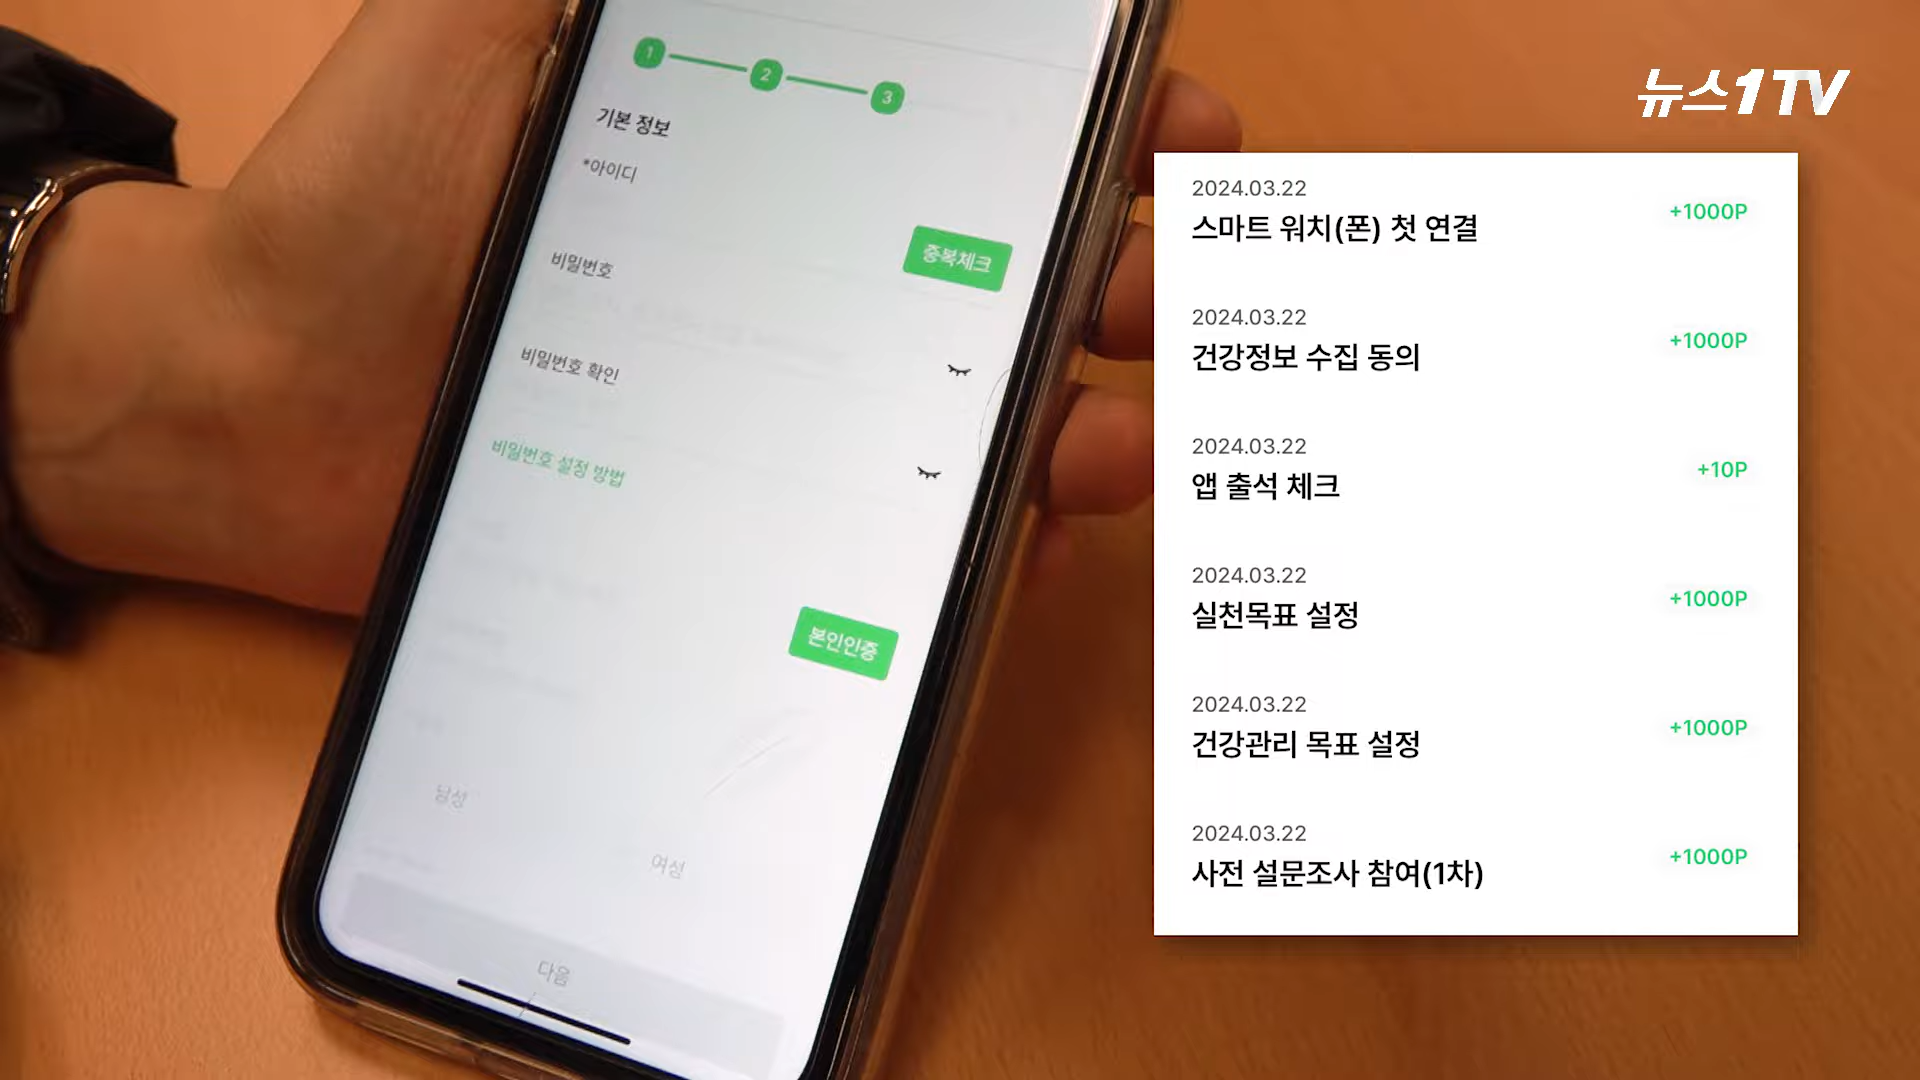 1
2
3
기본 정보
*아이디
중복체크
비밀번호
비밀번호 확인
비밀번호 설정 방법
본인인증
남성
여성
다음
뉴스1TV
2024.03.22
스마트 워치(폰) 첫 연결
+1000P
2024.03.22
건강정보 수집 동의
+1000P
2024.03.22
앱 출석 체크
+10P
2024.03.22
실천목표 설정
+1000P
2024.03.22
건강관리 목표 설정
+1000P
2024.03.22
사전 설문조사 참여(1차)
+1000P